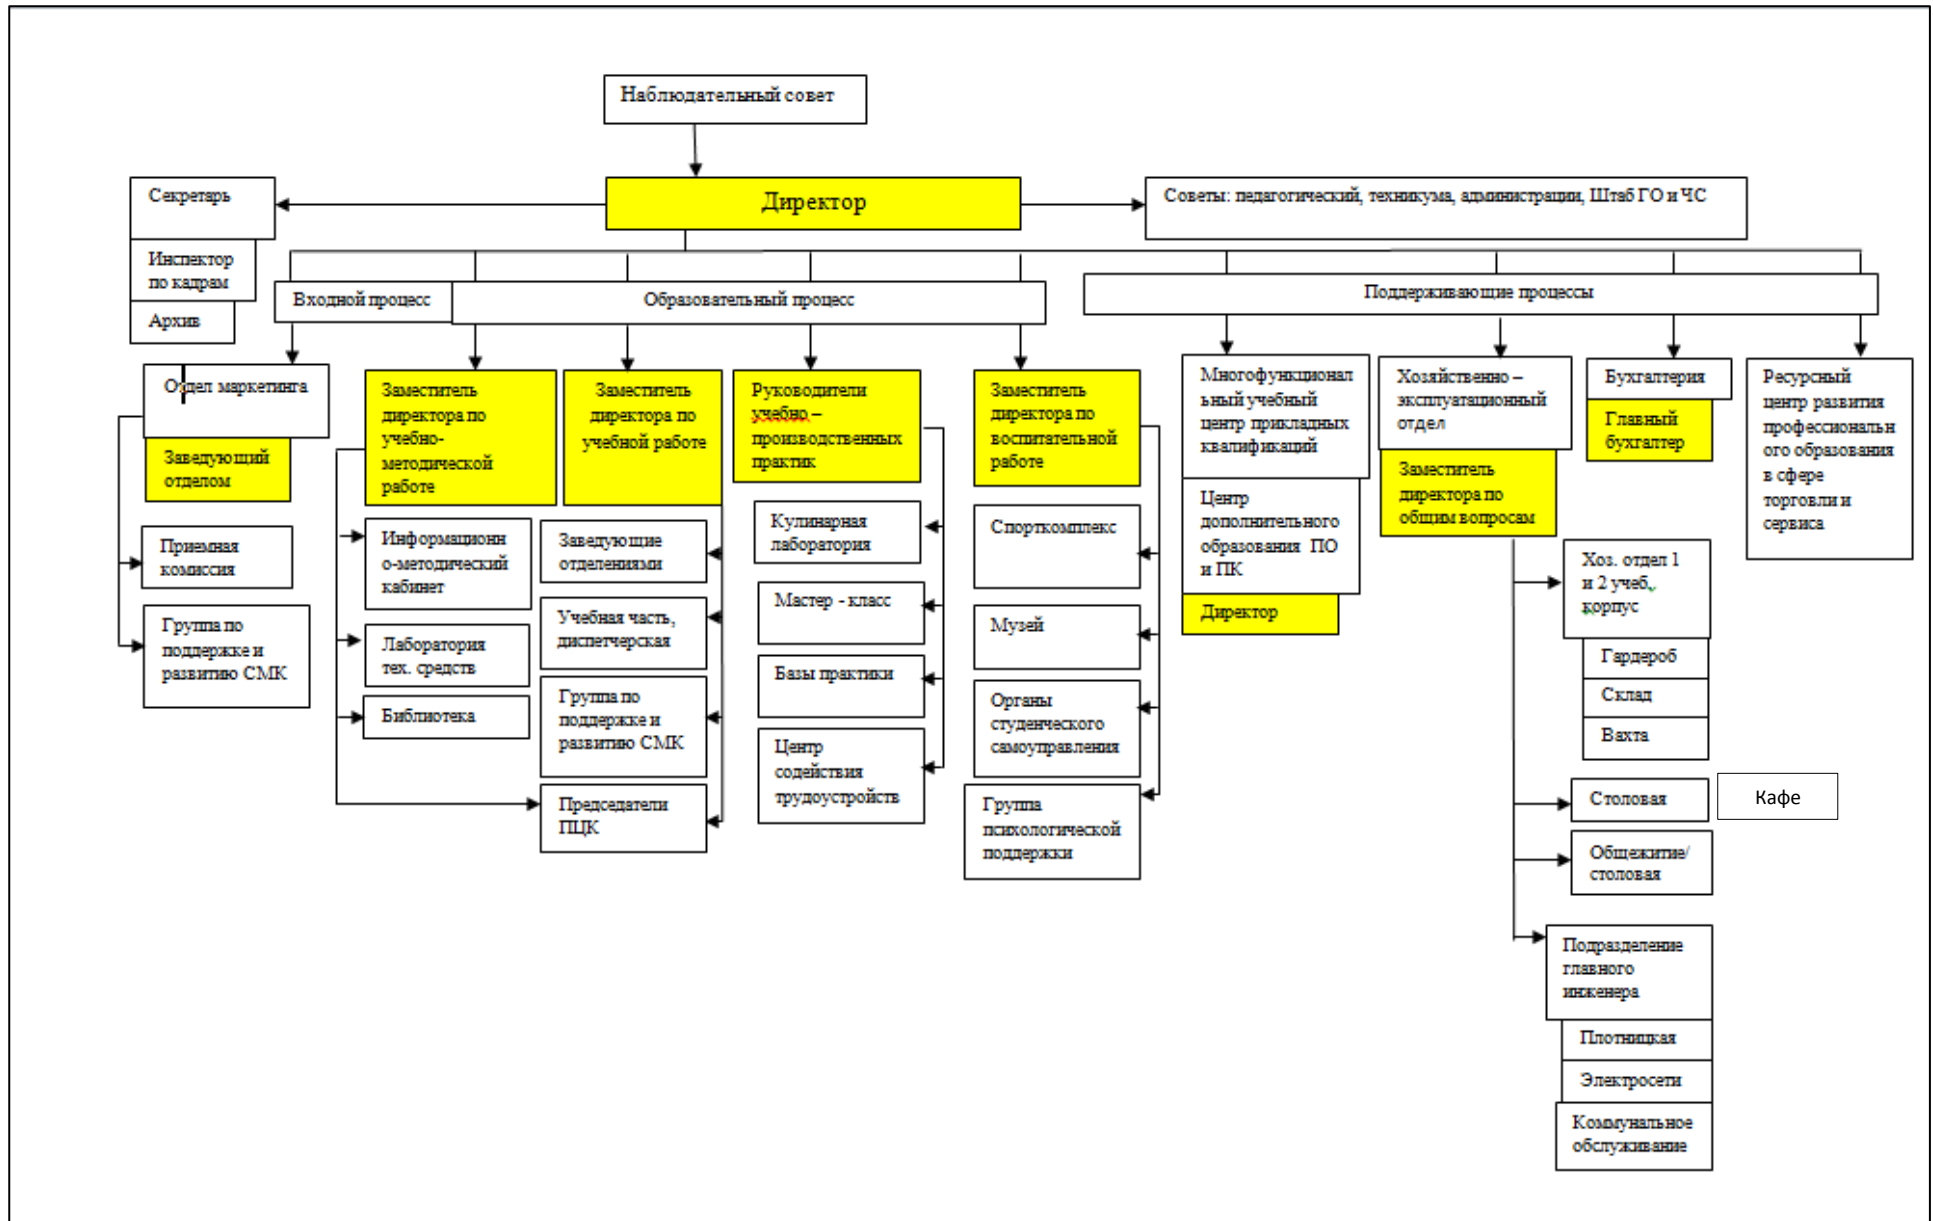 Наблюдательный совет
Секретарь
Директор
Советы: педагогический, техникума, администрации, Штаб ГО и ЧС
Инспектор
по кадрам
Архив
Входной процесс
Образовательный процесс
Поддерживающие процессы
Отдел маркетинга
Заведующий
отделом
Приемная
комиссия
Группа по
поддержке и
развитию СМК
Заместитель
директора по
учебно-
методической
работе
Информационн
о-методический
кабинет
Лаборатория
тех. средств
Библиотека
Заместитель
директора по
учебной работе
Заведующие
отделениями
Учебная часть,
диспетчерская
Группа по
поддержке и
развитию СМК
Председатели
ПЦК
Руководители
учебно –
производственных
практик
Кулинарная
лаборатория
Мастер - класс
Базы практики
Центр
содействия
трудоустройств
Заместитель
директора по
воспитательной
работе
Спорткомплекс
Музей
Органы
студенческого
самоуправления
Группа
психологической
поддержки
Многофункционал
ьный учебный
центр прикладных
квалификаций
Центр
дополнительного
образования ПО
и ПК
Директор
Хозяйственно –
эксплуатационный
отдел
Заместитель
директора по
общим вопросам
Хоз. отдел 1
и 2 учеб,
корпус
Гардероб
Склад
Вахта
Столовая
Кафе
Общежитие/
столовая
Подразделение
главного
инженера
Плотницкая
Электросети
Коммунальное
обслуживание
Бухгалтерия
Главный
бухгалтер
Ресурсный
центр развития
профессиональн
ого образования
в сфере
торговли и
сервиса